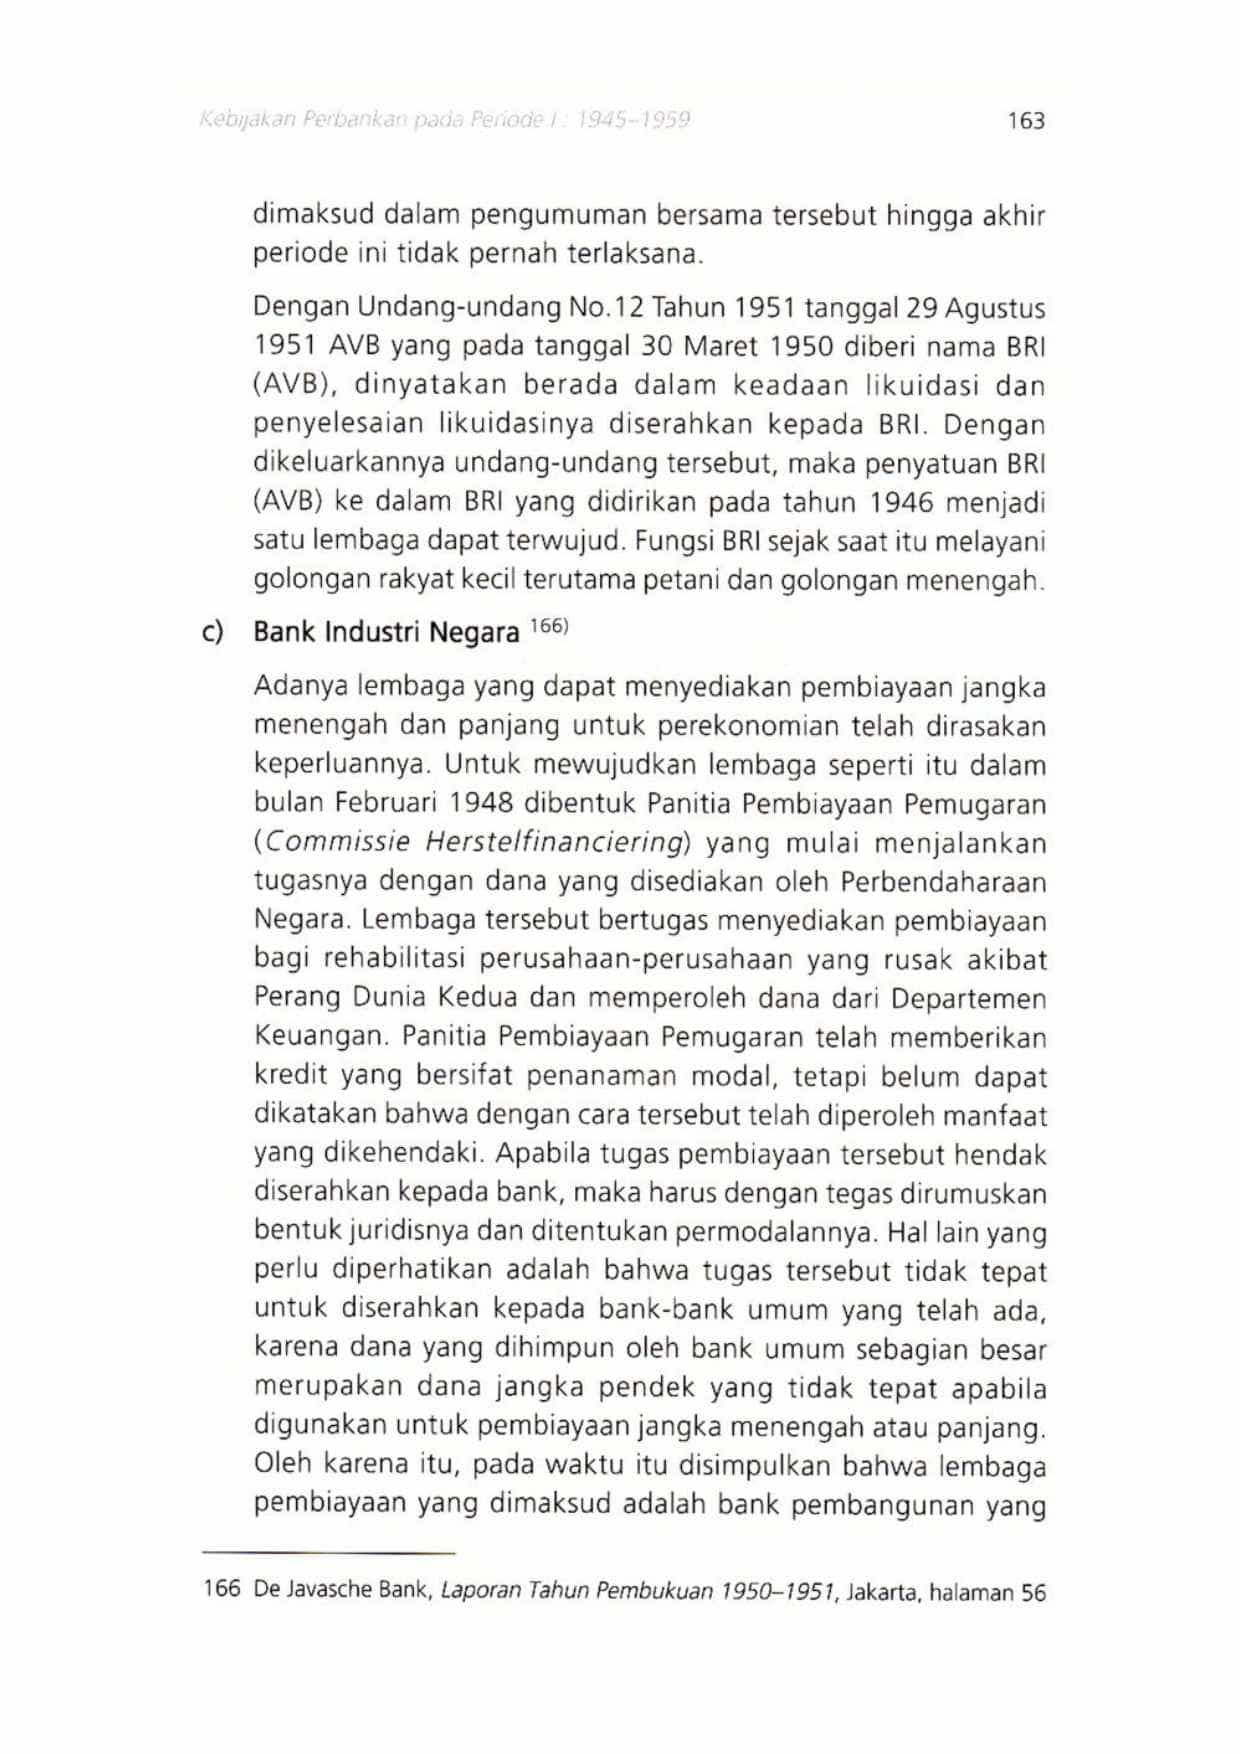 Kebijakan Perbankan pada Periode I : 1945–1959 163
dimaksud dalam pengumuman bersama tersebut hingga akhir
periode ini tidak pernah terlaksana.
Dengan Undang-undang No.12 Tahun 1951 tanggal 29 Agustus
1951 AVB yang pada tanggal 30 Maret 1950 diberi nama BRI
(AVB), dinyatakan berada dalam keadaan likuidasi dan
penyelesaian likuidasinya diserahkan kepada BRI. Dengan
dikeluarkannya undang-undang tersebut, maka penyatuan BRI
(AVB) ke dalam BRI yang didirikan pada tahun 1946 menjadi
satu lembaga dapat terwujud. Fungsi BRI sejak saat itu melayani
golongan rakyat kecil terutama petani dan golongan menengah.
c) Bank Industri Negara 166)
Adanya lembaga yang dapat menyediakan pembiayaan jangka
menengah dan panjang untuk perekonomian telah dirasakan
keperluannya. Untuk mewujudkan lembaga seperti itu dalam
bulan Februari 1948 dibentuk Panitia Pembiayaan Pemugaran
(Commissie Herstelfinanciering) yang mulai menjalankan
tugasnya dengan dana yang disediakan oleh Perbendaharaan
Negara. Lembaga tersebut bertugas menyediakan pembiayaan
bagi rehabilitasi perusahaan-perusahaan yang rusak akibat
Perang Dunia Kedua dan memperoleh dana dari Departemen
Keuangan. Panitia Pembiayaan Pemugaran telah memberikan
kredit yang bersifat penanaman modal, tetapi belum dapat
dikatakan bahwa dengan cara tersebut telah diperoleh manfaat
yang dikehendaki. Apabila tugas pembiayaan tersebut hendak
diserahkan kepada bank, maka harus dengan tegas dirumuskan
bentuk juridisnya dan ditentukan permodalannya. Hal lain yang
perlu diperhatikan adalah bahwa tugas tersebut tidak tepat
untuk diserahkan kepada bank-bank umum yang telah ada,
karena dana yang dihimpun oleh bank umum sebagian besar
merupakan dana jangka pendek yang tidak tepat apabila
digunakan untuk pembiayaan jangka menengah atau panjang.
Oleh karena itu, pada waktu itu disimpulkan bahwa lembaga
pembiayaan yang dimaksud adalah bank pembangunan yang
166 De Javasche Bank, Laporan Tahun Pembukuan 1950–1951, Jakarta, halaman 56